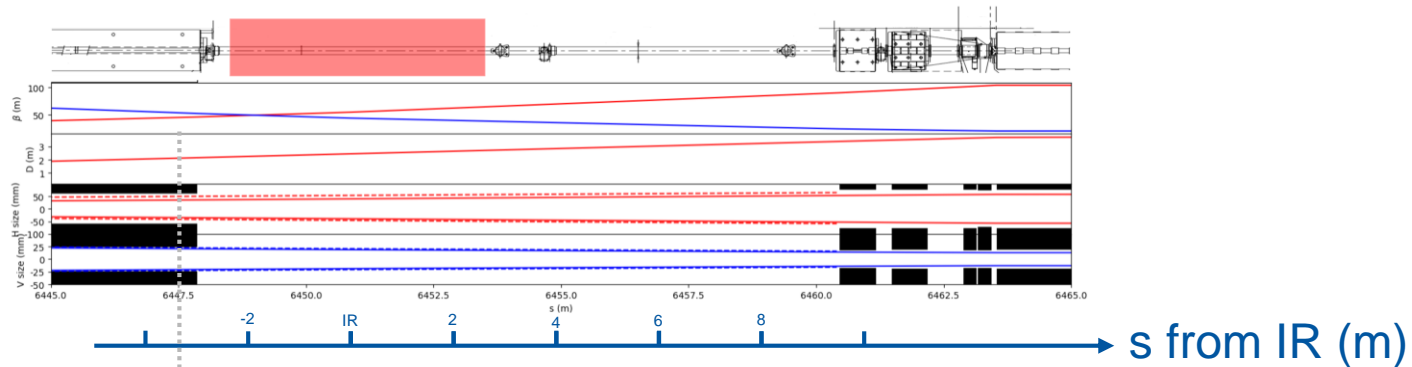 100
50
β (m)
3
2
1
D (m)
50
0
-50
-100
H size (mm)
25
0
-25
-50
V size (mm)
6445.0 6447.5 6450.0 6452.5 6455.0 6457.5 6460.0 6462.5 6465.0
s (m)
-2 IR 2 4 6 8
s from IR (m)